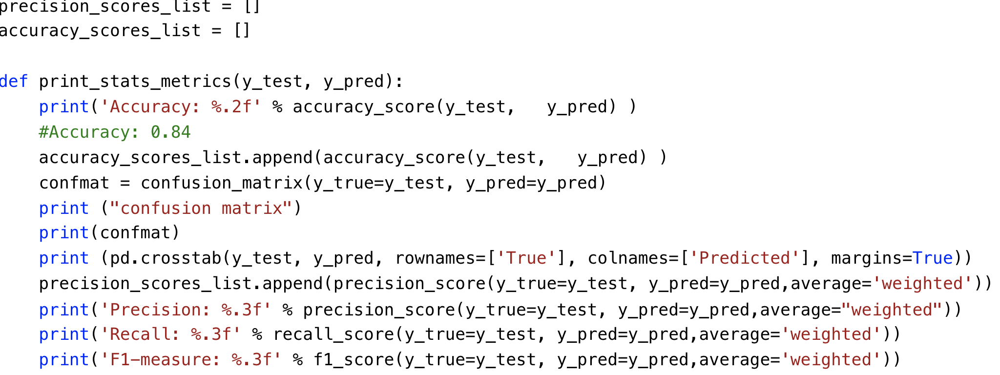 precision_scores_list = []
accuracy_scores_list = []
def print_stats_metrics(y_test, y_pred):
    print('Accuracy: %.2f' % accuracy_score(y_test,   y_pred) )
    #Accuracy: 0.84
    accuracy_scores_list.append(accuracy_score(y_test,   y_pred) )
    confmat = confusion_matrix(y_true=y_test, y_pred=y_pred)
    print ("confusion matrix")
    print(confmat)
    print (pd.crosstab(y_test, y_pred, rownames=['True'], colnames=['Predicted'], margins=True))
    precision_scores_list.append(precision_score(y_true=y_test, y_pred=y_pred,average='weighted'))
    print('Precision: %.3f' % precision_score(y_true=y_test, y_pred=y_pred,average="weighted"))
    print('Recall: %.3f' % recall_score(y_true=y_test, y_pred=y_pred,average='weighted'))
    print('F1-measure: %.3f' % f1_score(y_true=y_test, y_pred=y_pred,average='weighted'))